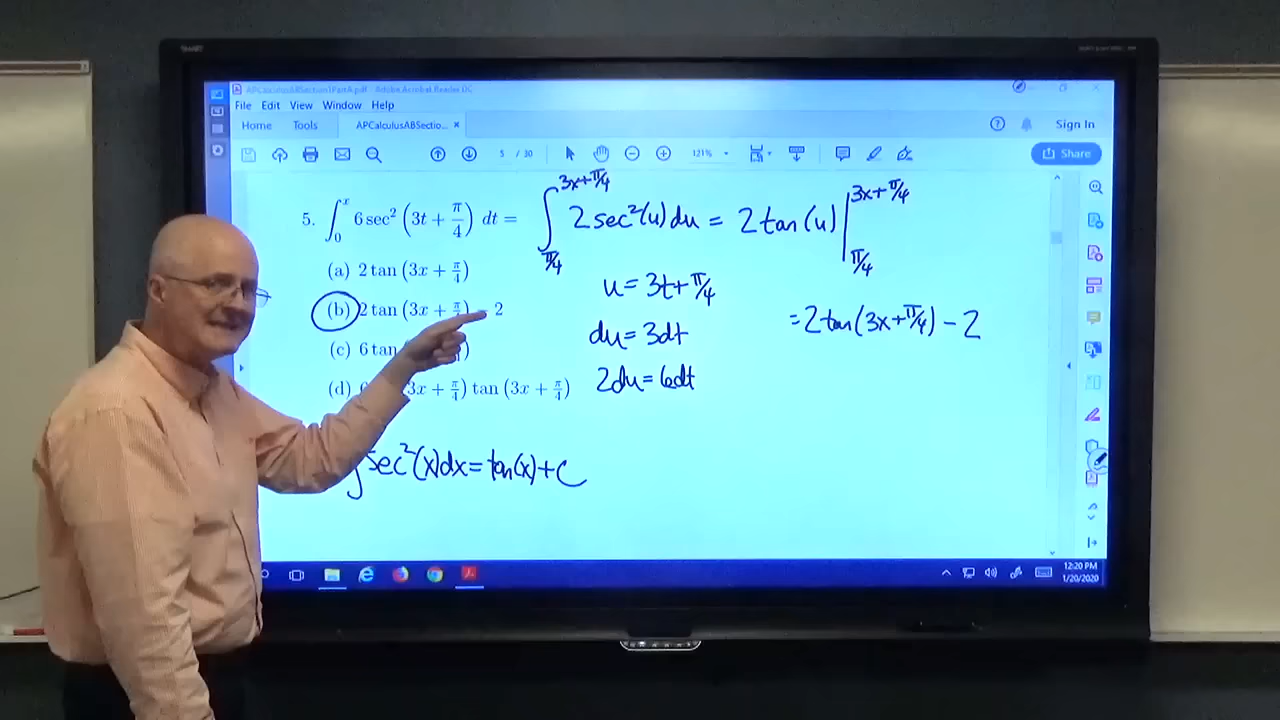 SMART
APCalculusABSection1PartA.pdf - Adobe Acrobat Reader DC
File Edit View Window Help
Home Tools APCalculusABSectio... ×
Sign In
5 / 30
121%
Share
5. ∫₀ˣ 6 sec² (3t + π/4) dt = ∫_{π/4}^{3x+π/4} 2 sec²(u) du = 2 tan(u) |_{π/4}^{3x+π/4}
(a) 2 tan (3x + π/4)
u = 3t + π/4
(b) 2 tan (3x + π/4) - 2
= 2 tan(3x + π/4) - 2
du = 3dt
(c) 6 tan
2du = 6dt
(d) 3x + π/4) tan (3x + π/4)
∫ sec²(x) dx = tan(x) + C
12:20 PM
1/20/2020